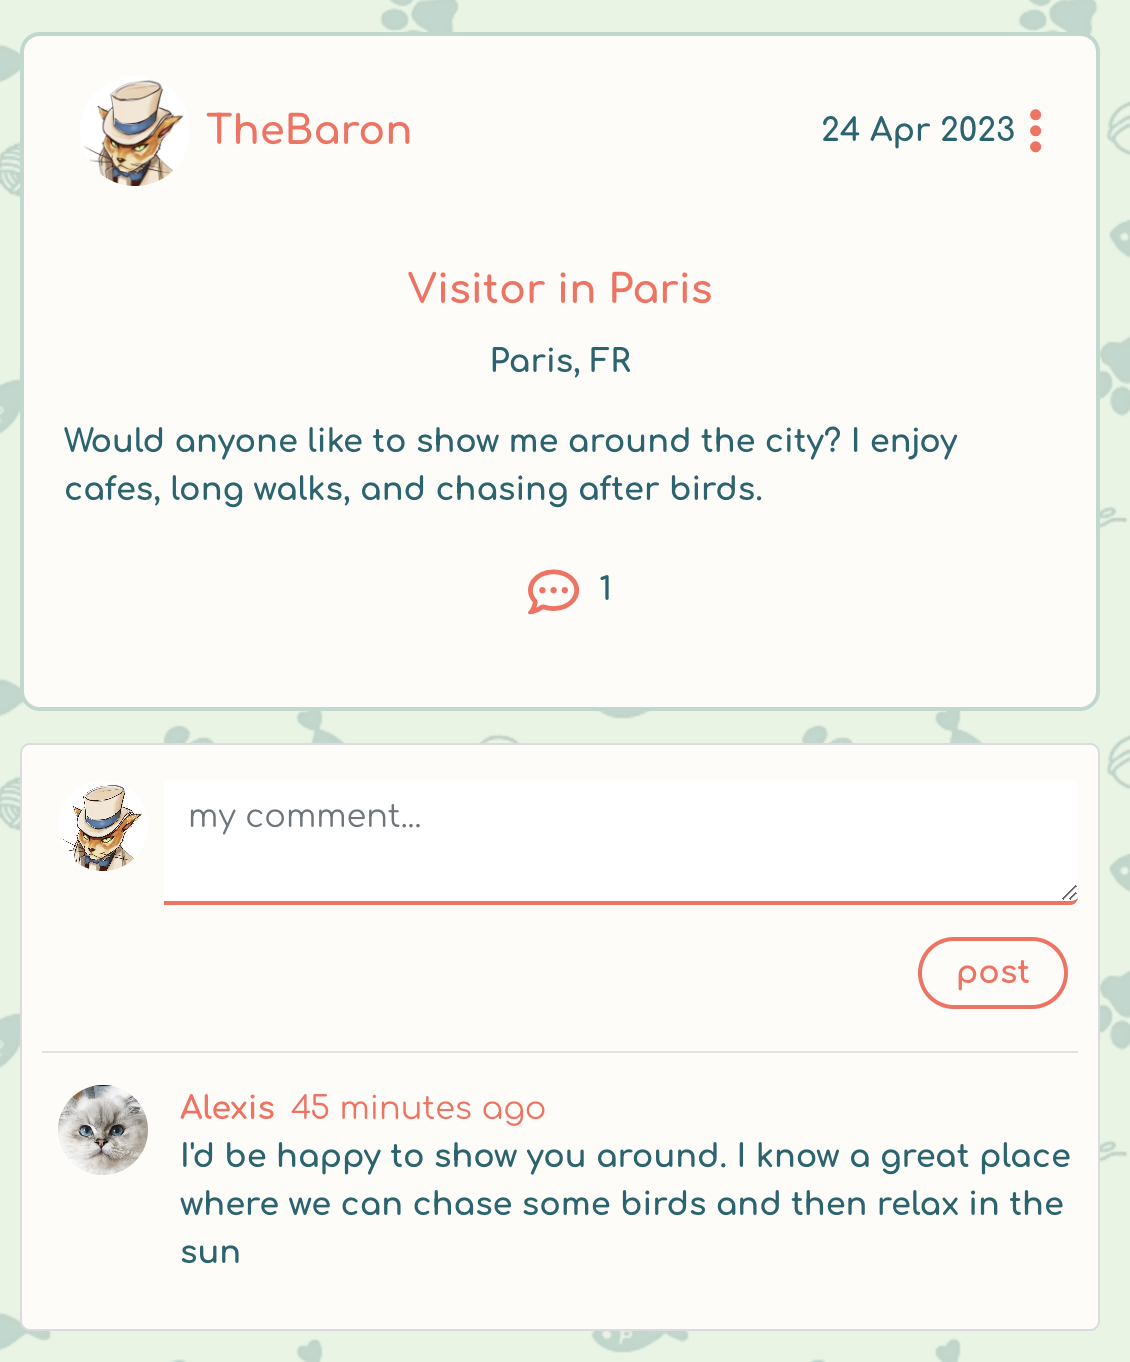 TheBaron
24 Apr 2023
Visitor in Paris
Paris, FR
Would anyone like to show me around the city? I enjoy
cafes, long walks, and chasing after birds.
1
my comment...
post
Alexis 45 minutes ago
I'd be happy to show you around. I know a great place
where we can chase some birds and then relax in the
sun